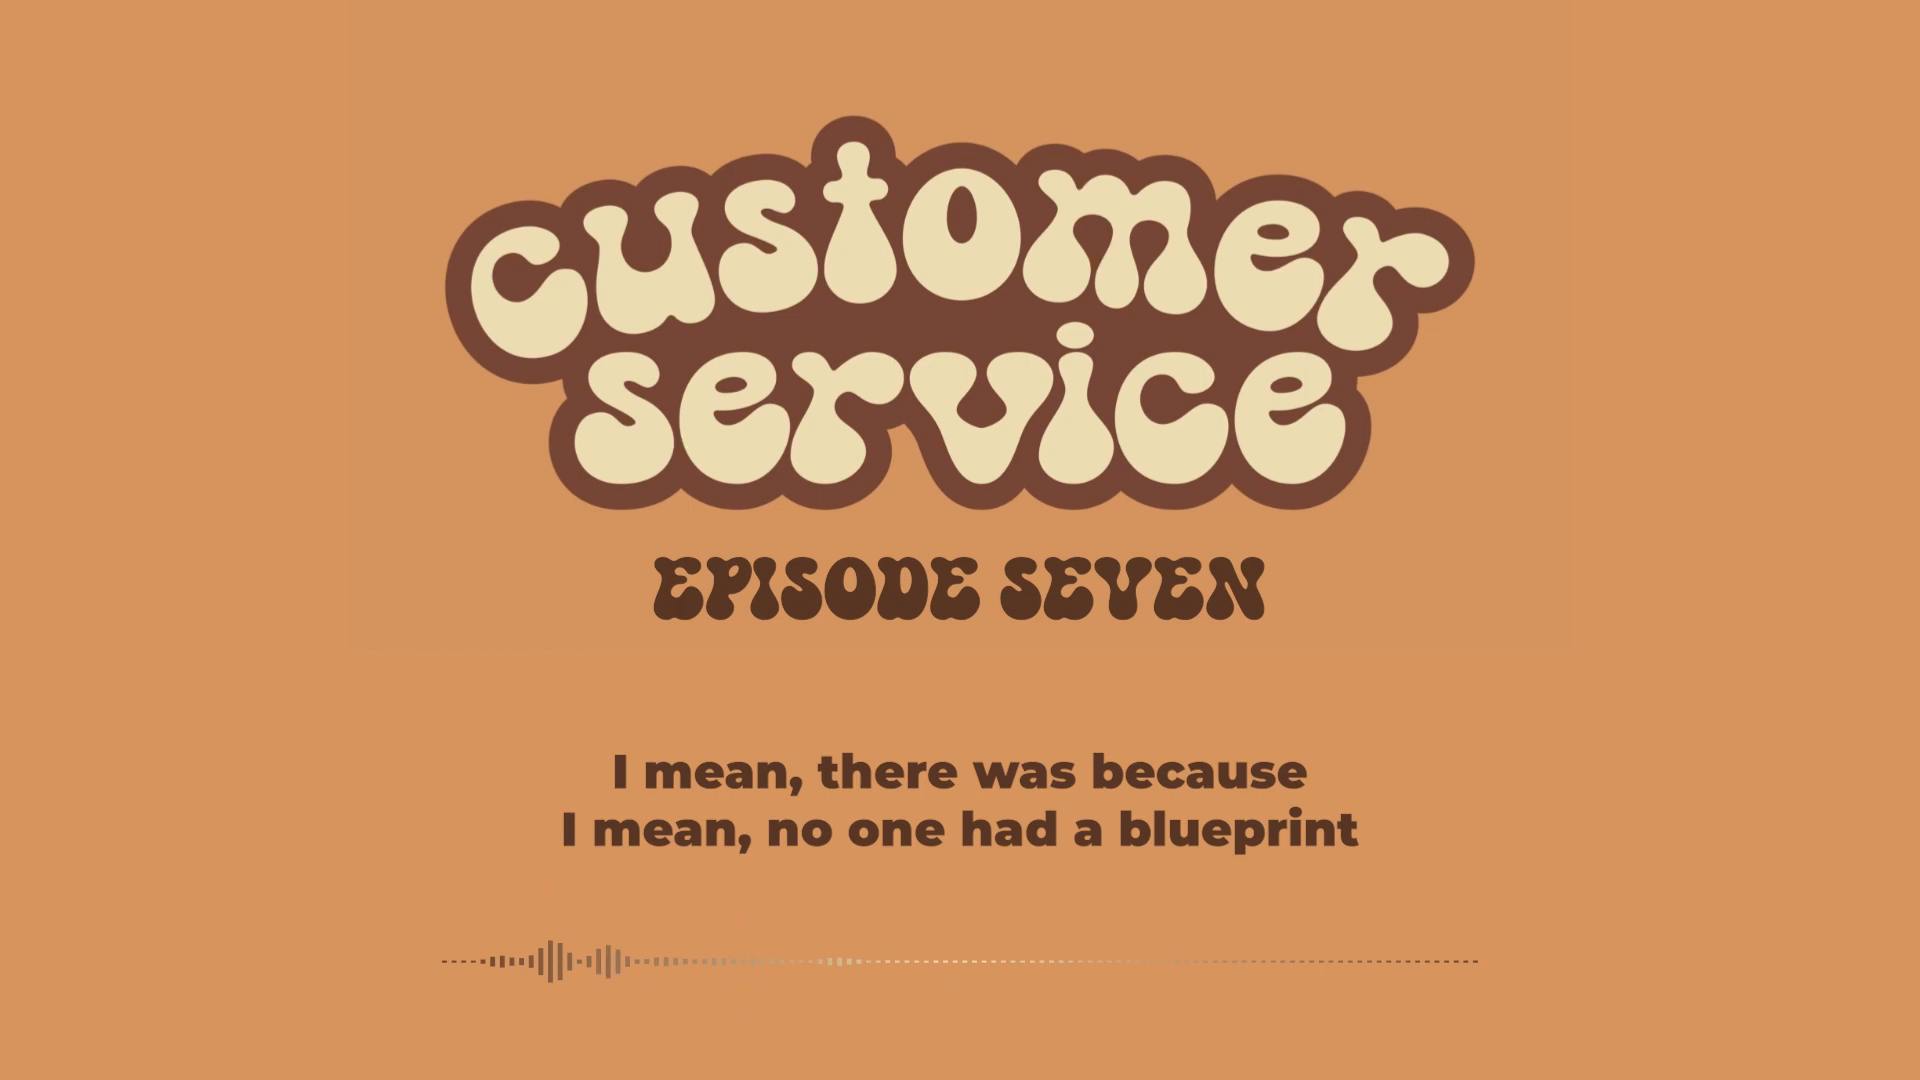 customer
service
EPISODE SEVEN
I mean, there was because
I mean, no one had a blueprint